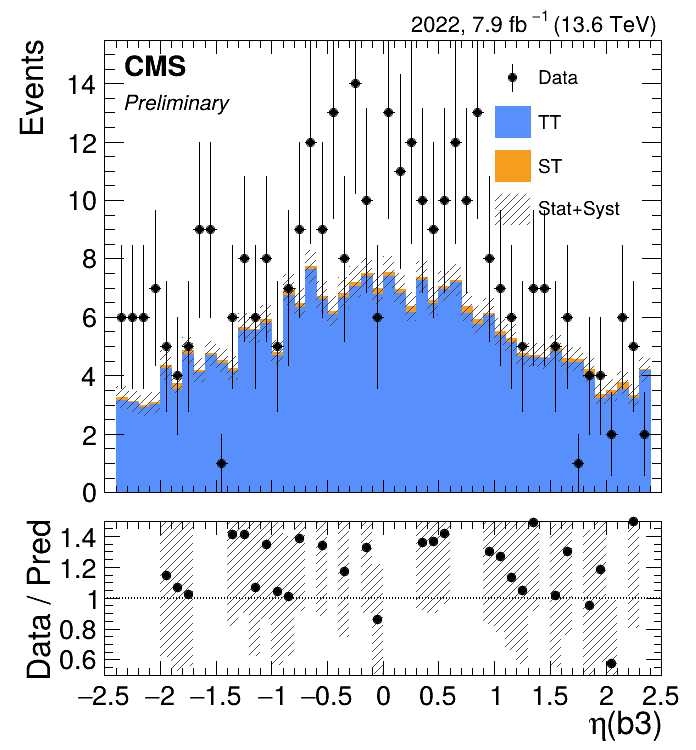 2022, 7.9 fb⁻¹ (13.6 TeV)
CMS
Preliminary
Events
14
12
10
8
6
4
2
0
Data
TT
ST
Stat+Syst
Data / Pred
1.4
1.2
1
0.8
0.6
−2.5 −2 −1.5 −1 −0.5 0 0.5 1 1.5 2 2.5
η(b3)